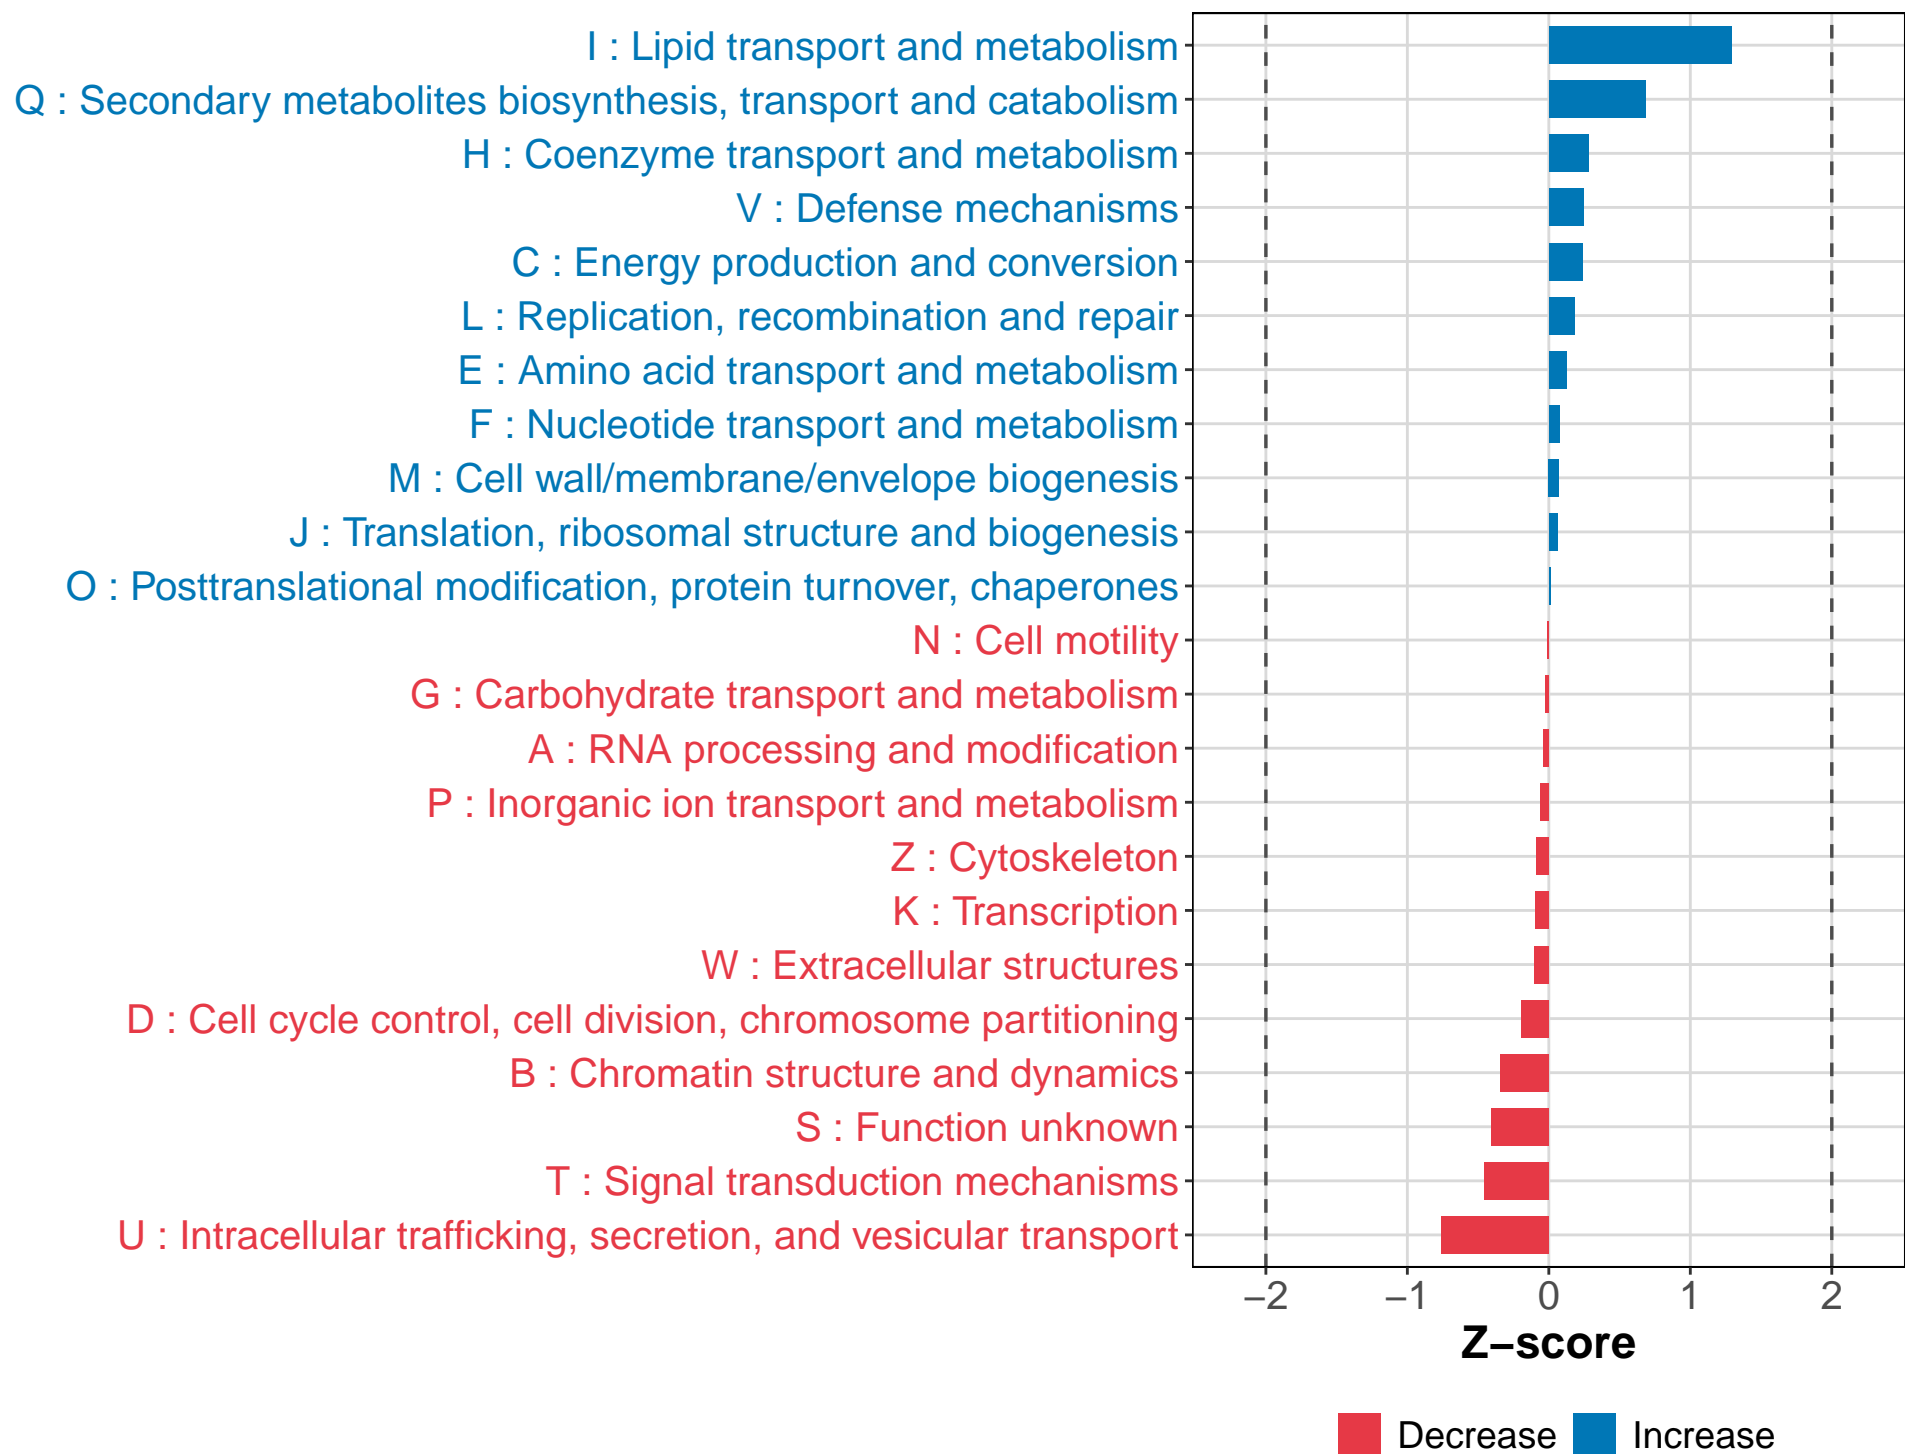 I : Lipid transport and metabolism
Q : Secondary metabolites biosynthesis, transport and catabolism
H : Coenzyme transport and metabolism
V : Defense mechanisms
C : Energy production and conversion
L : Replication, recombination and repair
E : Amino acid transport and metabolism
F : Nucleotide transport and metabolism
M : Cell wall/membrane/envelope biogenesis
J : Translation, ribosomal structure and biogenesis
O : Posttranslational modification, protein turnover, chaperones
N : Cell motility
G : Carbohydrate transport and metabolism
A : RNA processing and modification
P : Inorganic ion transport and metabolism
Z : Cytoskeleton
K : Transcription
W : Extracellular structures
D : Cell cycle control, cell division, chromosome partitioning
B : Chromatin structure and dynamics
S : Function unknown
T : Signal transduction mechanisms
U : Intracellular trafficking, secretion, and vesicular transport
−2 −1 0 1 2
Z−score
Decrease Increase